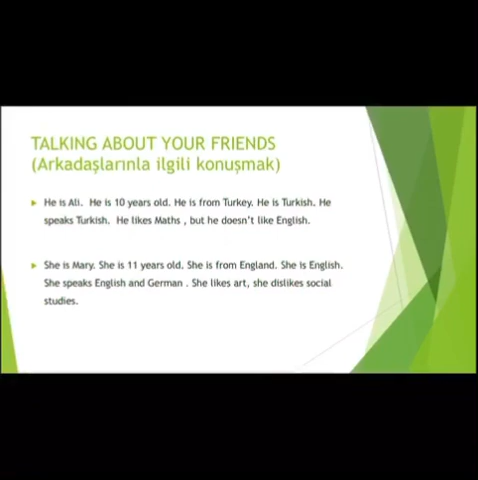 TALKING ABOUT YOUR FRIENDS
(Arkadaşlarınla ilgili konuşmak)
He is Ali. He is 10 years old. He is from Turkey. He is Turkish. He
speaks Turkish. He likes Maths , but he doesn't like English.
She is Mary. She is 11 years old. She is from England. She is English.
She speaks English and German . She likes art, she dislikes social
studies.